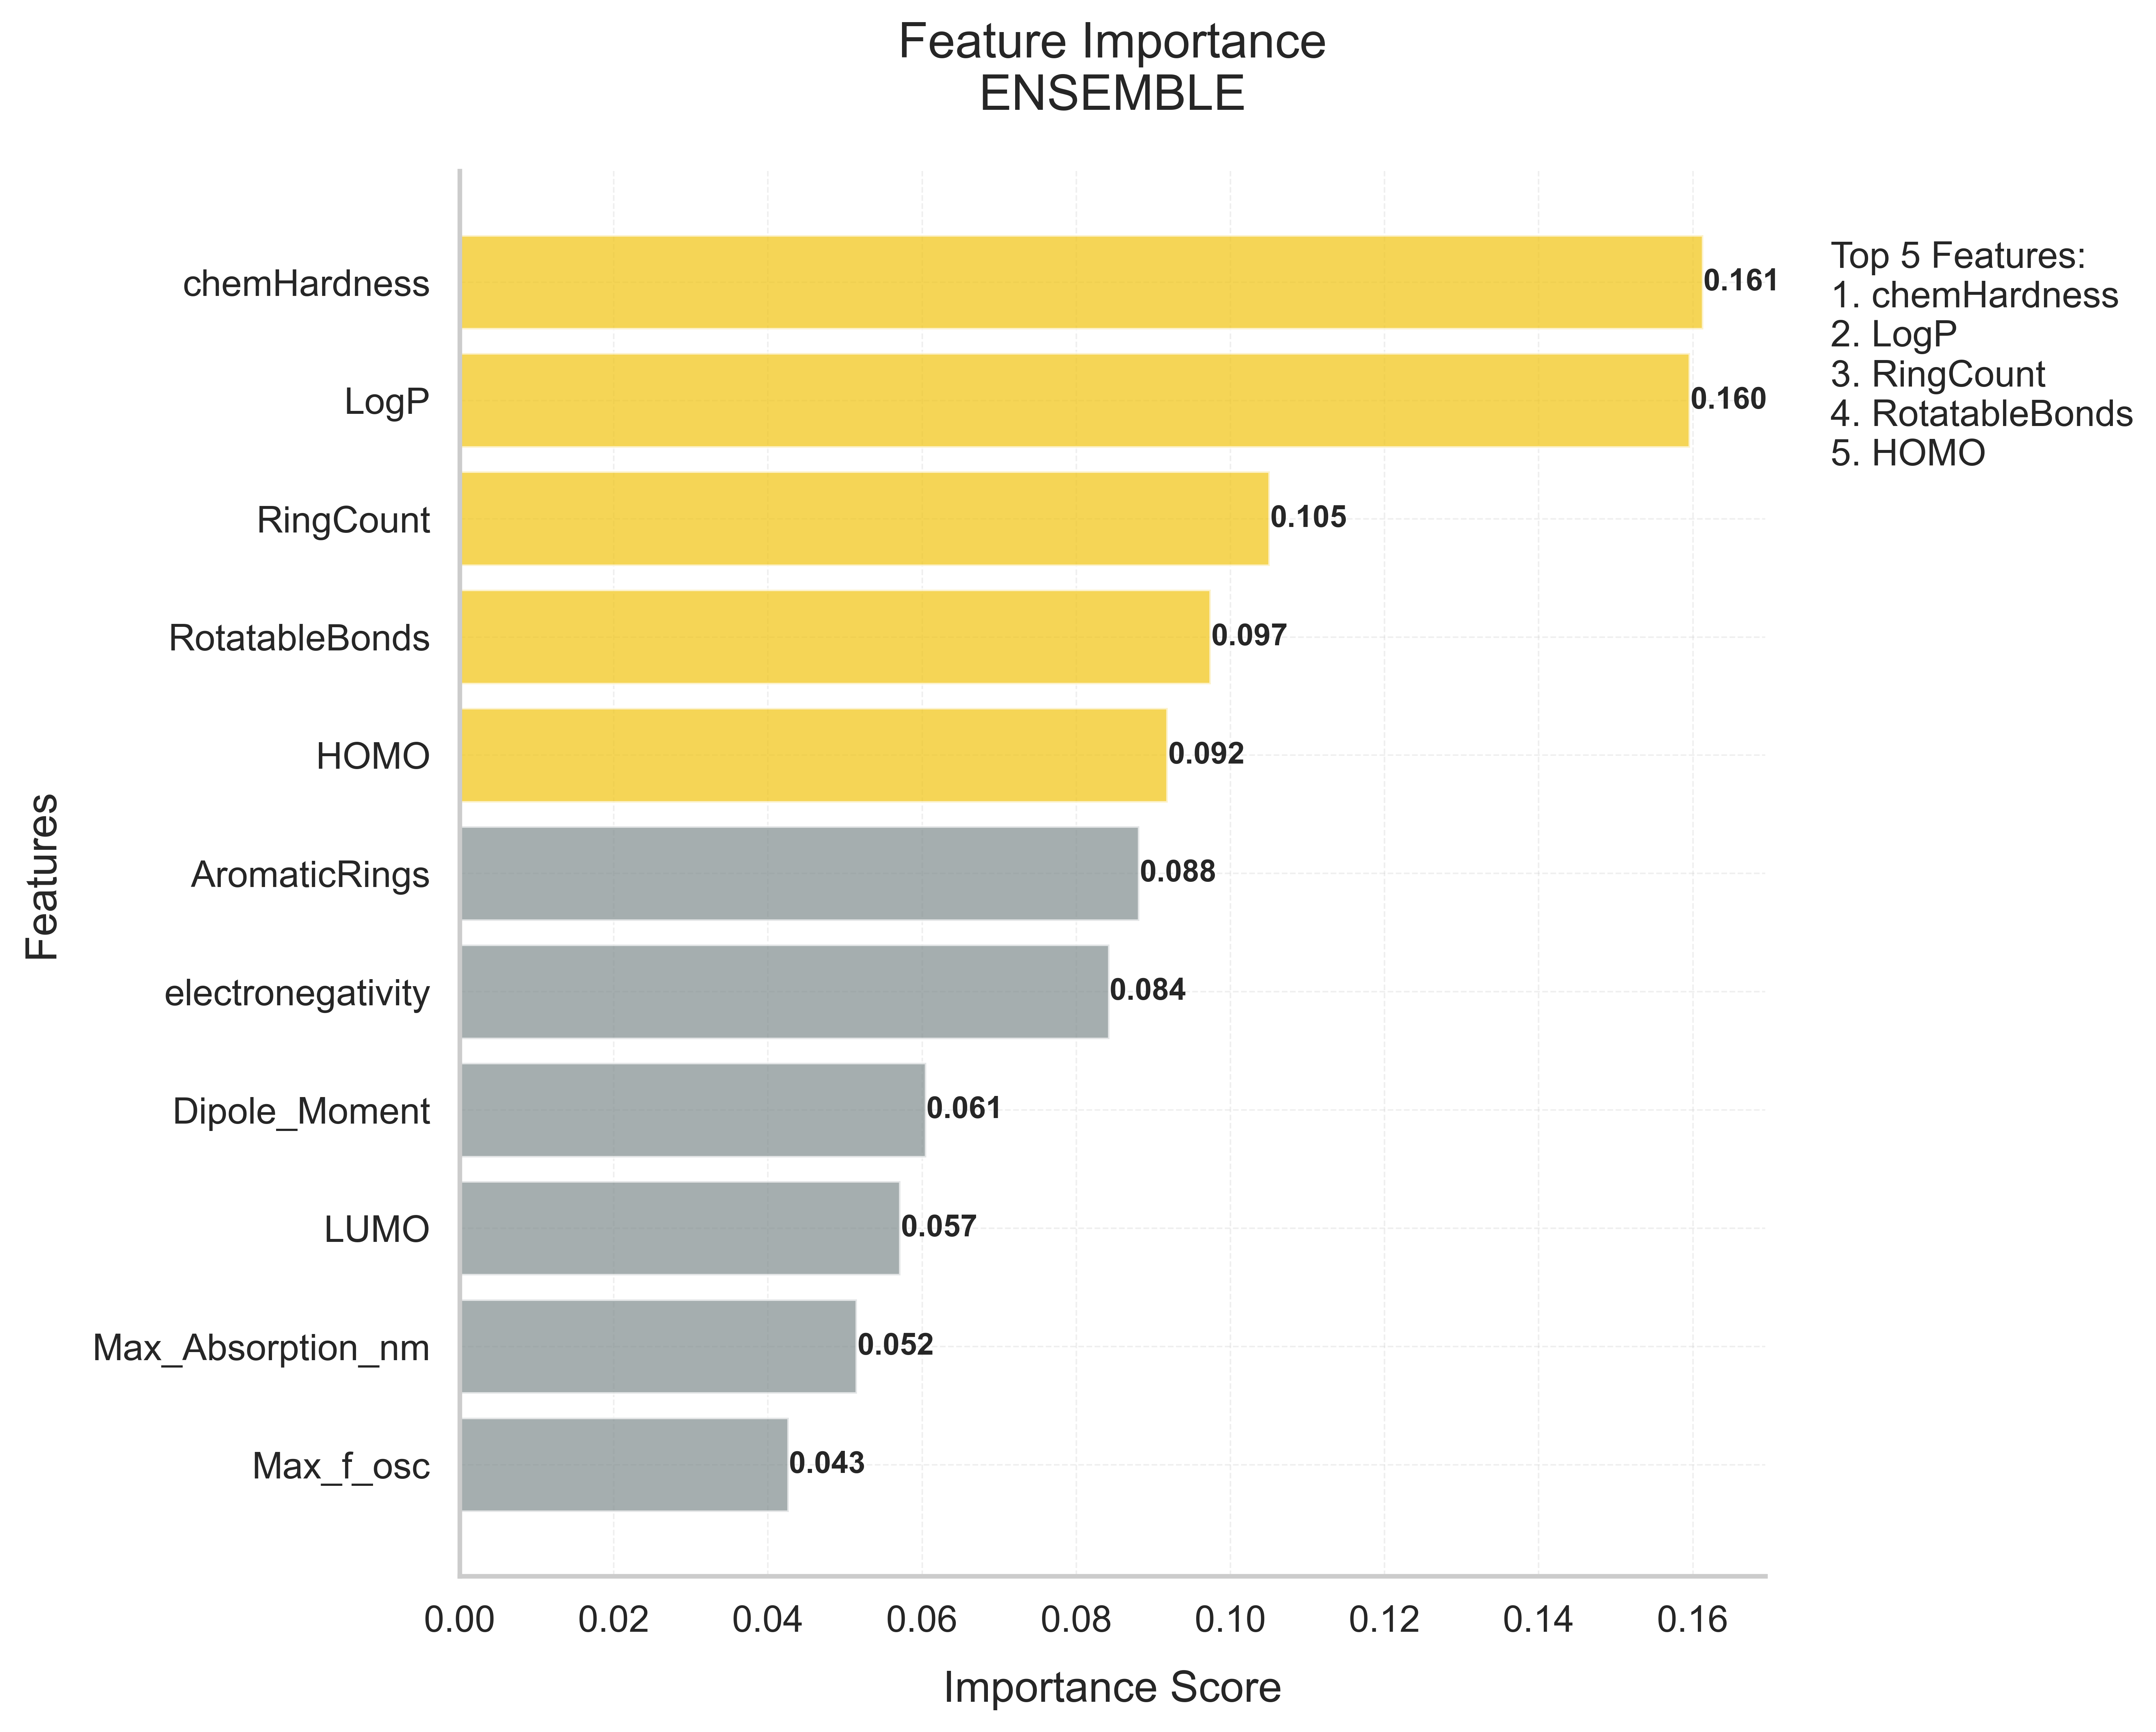 Feature Importance
ENSEMBLE
chemHardness
0.161
LogP
0.160
RingCount
0.105
RotatableBonds
0.097
HOMO
0.092
AromaticRings
0.088
electronegativity
0.084
Dipole_Moment
0.061
LUMO
0.057
Max_Absorption_nm
0.052
Max_f_osc
0.043
Features
0.00 0.02 0.04 0.06 0.08 0.10 0.12 0.14 0.16
Importance Score
Top 5 Features:
1. chemHardness
2. LogP
3. RingCount
4. RotatableBonds
5. HOMO